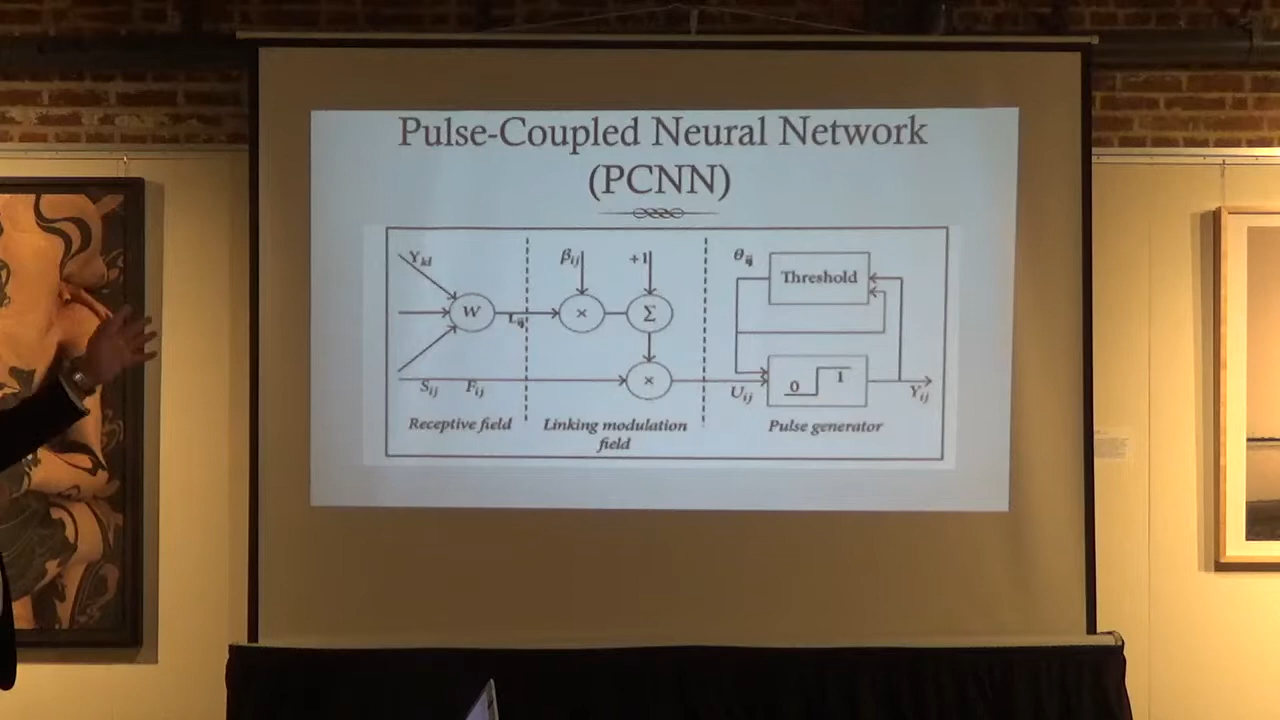 Pulse-Coupled Neural Network
(PCNN)
Y_kl
β_ij
+1
θ_ij
Threshold
W
L_ij
×
Σ
S_ij
F_ij
×
U_ij
0
1
Y_ij
Receptive field
Linking modulation
field
Pulse generator